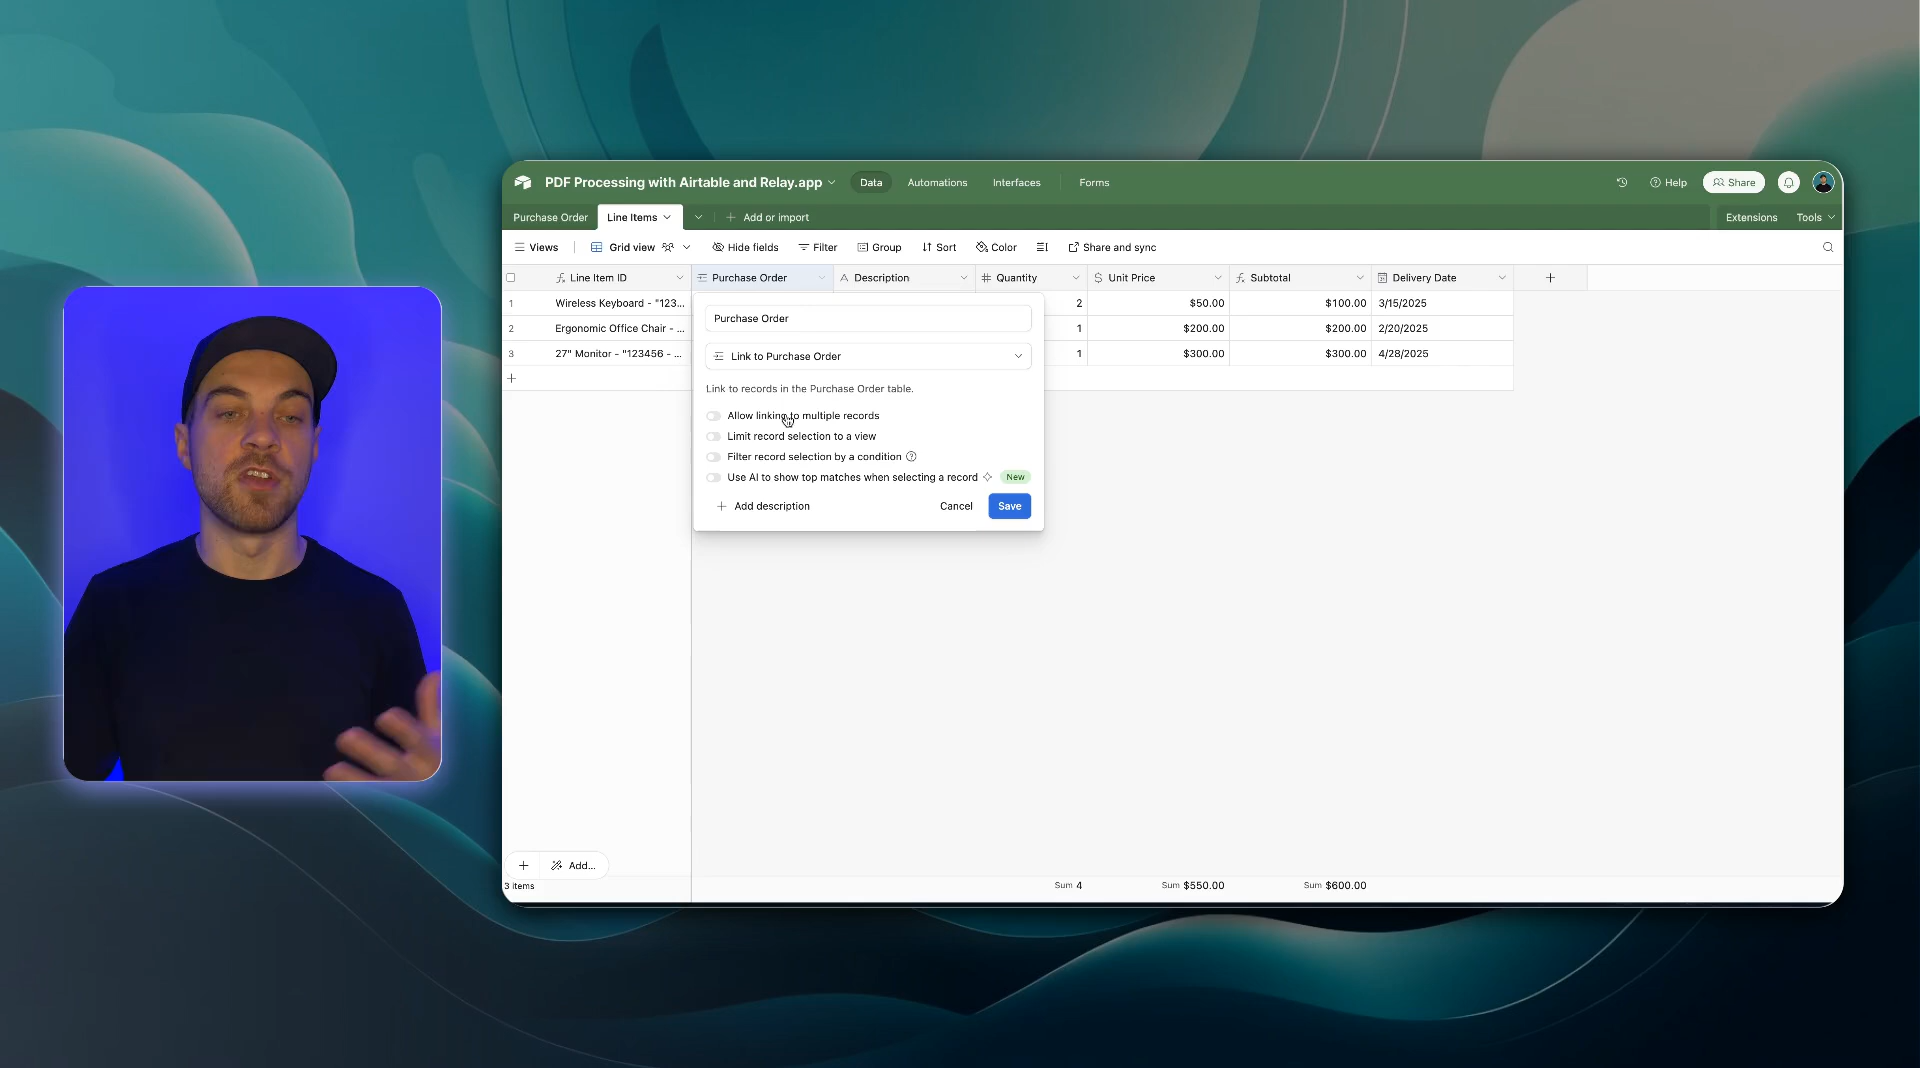 PDF Processing with Airtable and Relay.app
Data
Automations
Interfaces
Forms
Help
Share
Purchase Order
Line Items
Add or import
Extensions
Tools
Views
Grid view
Hide fields
Filter
Group
Sort
Color
Share and sync
Line Item ID
Purchase Order
Description
Quantity
Unit Price
Subtotal
Delivery Date
1 Wireless Keyboard - "123... 2 $50.00 $100.00 3/15/2025
2 Ergonomic Office Chair - ... 1 $200.00 $200.00 2/20/2025
3 27" Monitor - "123456 - ... 1 $300.00 $300.00 4/28/2025
Purchase Order
Link to Purchase Order
Link to records in the Purchase Order table.
Allow linking to multiple records
Limit record selection to a view
Filter record selection by a condition
Use AI to show top matches when selecting a record New
Add description
Cancel
Save
Add...
3 items
Sum 4
Sum $550.00
Sum $600.00